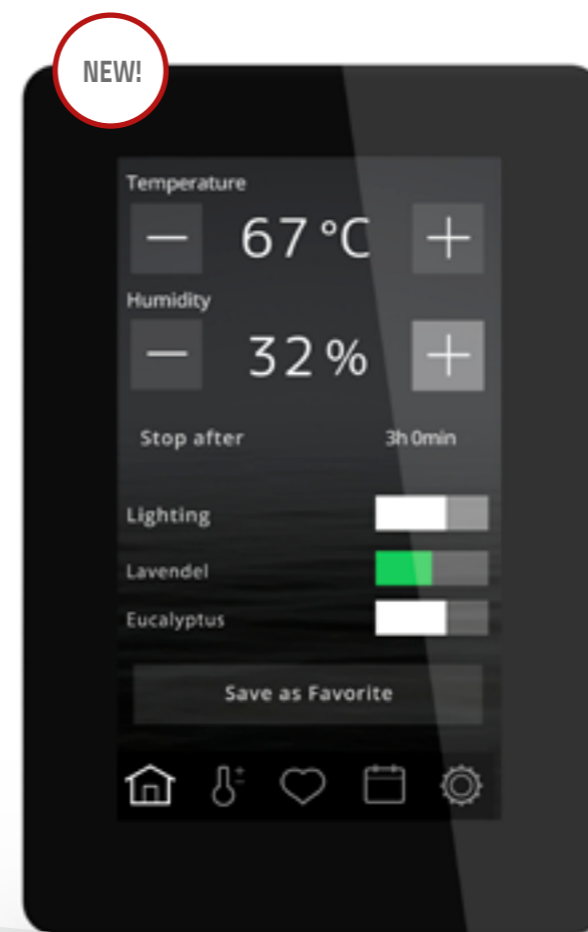 NEW!
Temperature
67°C
Humidity
32%
Stop after 3h 0min
Lighting
Lavendel
Eucalyptus
Save as Favorite